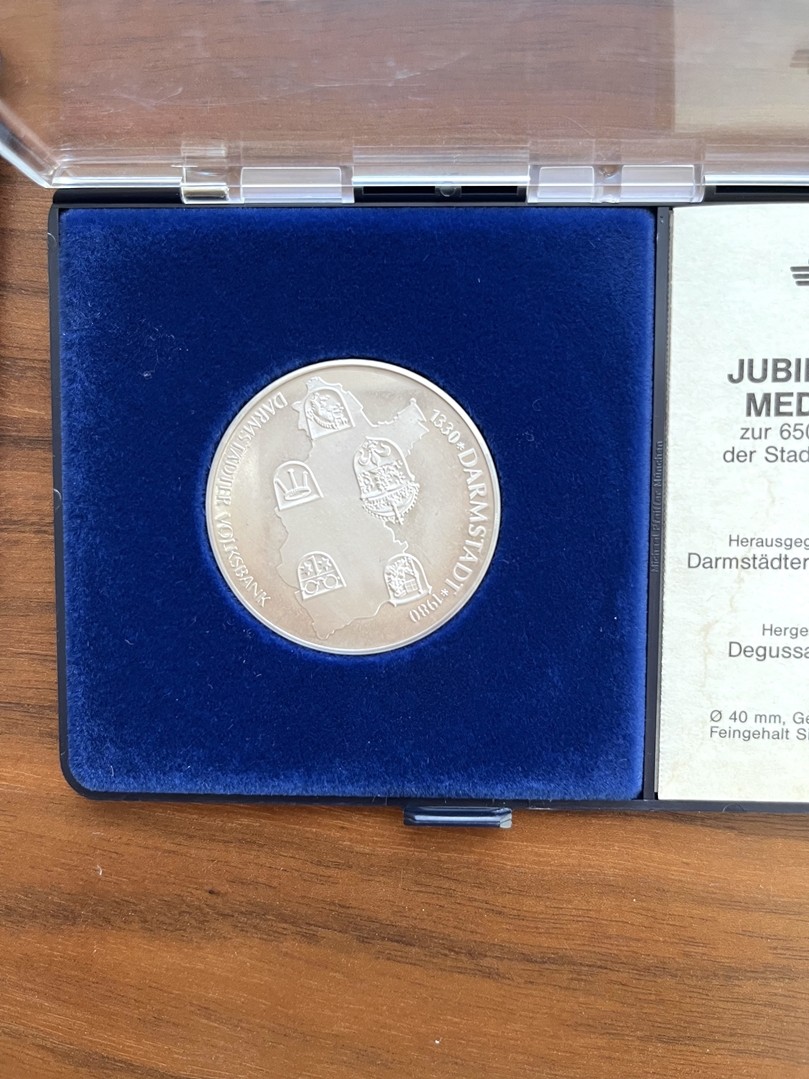 1330*DARMSTADT*1980
DARMSTÄDTER VOLKSBANK
JUBI
MED
zur 650
der Stad
Herausgeg
Darmstädter
Herge
Degussa
Ø 40 mm, Ge
Feingehalt Si